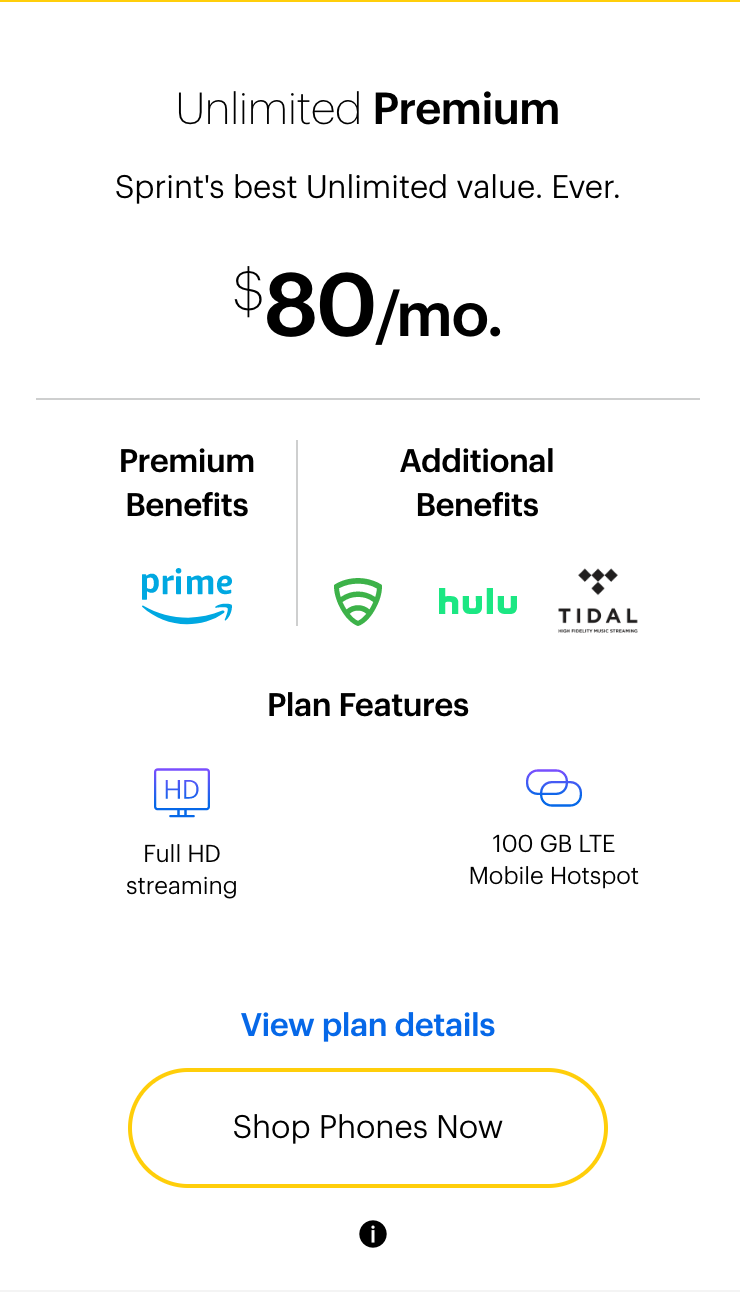 Unlimited Premium
Sprint's best Unlimited value. Ever.
$80/mo.
Premium
Benefits
Additional
Benefits
prime
hulu
TIDAL
HIGH FIDELITY MUSIC STREAMING
Plan Features
HD
Full HD
streaming
100 GB LTE
Mobile Hotspot
View plan details
Shop Phones Now
i